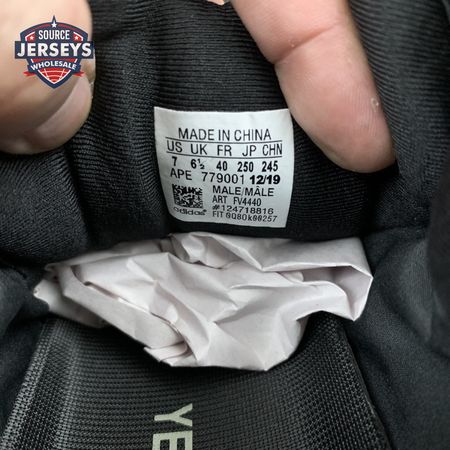 SOURCE
JERSEYS
WHOLESALE
MADE IN CHINA
US UK FR JP CHN
7 6½ 40 250 245
APE 779001 12/19
MALE/MÂLE
ART FV4440
#124718816
adidas®
FIT 0Q8Ok00257
YE